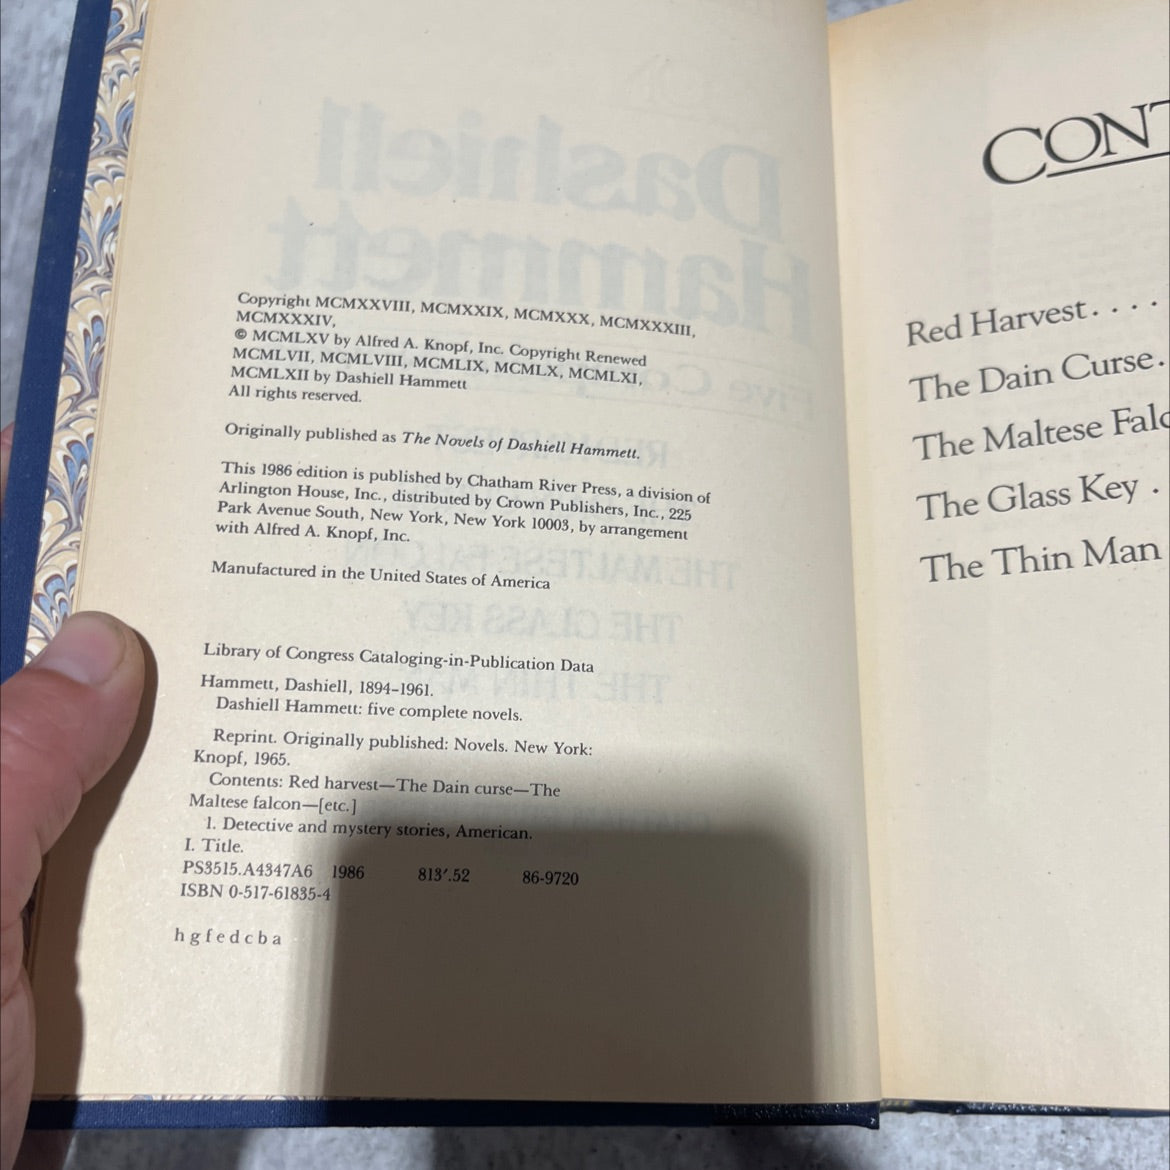 Copyright MCMXXVIII, MCMXXIX, MCMXXX, MCMXXXIII,
MCMXXXIV,
© MCMLXV by Alfred A. Knopf, Inc. Copyright Renewed
MCMLVII, MCMLVIII, MCMLIX, MCMLX, MCMLXI,
MCMLXII by Dashiell Hammett
All rights reserved.
Originally published as The Novels of Dashiell Hammett.
This 1986 edition is published by Chatham River Press, a division of
Arlington House, Inc., distributed by Crown Publishers, Inc., 225
Park Avenue South, New York, New York 10003, by arrangement
with Alfred A. Knopf, Inc.
Manufactured in the United States of America
Library of Congress Cataloging-in-Publication Data
Hammett, Dashiell, 1894–1961.
Dashiell Hammett: five complete novels.
Reprint. Originally published: Novels. New York:
Knopf, 1965.
Contents: Red harvest—The Dain curse—The
Maltese falcon—[etc.]
1. Detective and mystery stories, American.
I. Title.
PS3515.A4347A6 1986 813'.52 86-9720
ISBN 0-517-61835-4
h g f e d c b a
CONT
Red Harvest. . . .
The Dain Curse.
The Maltese Falc
The Glass Key .
The Thin Man